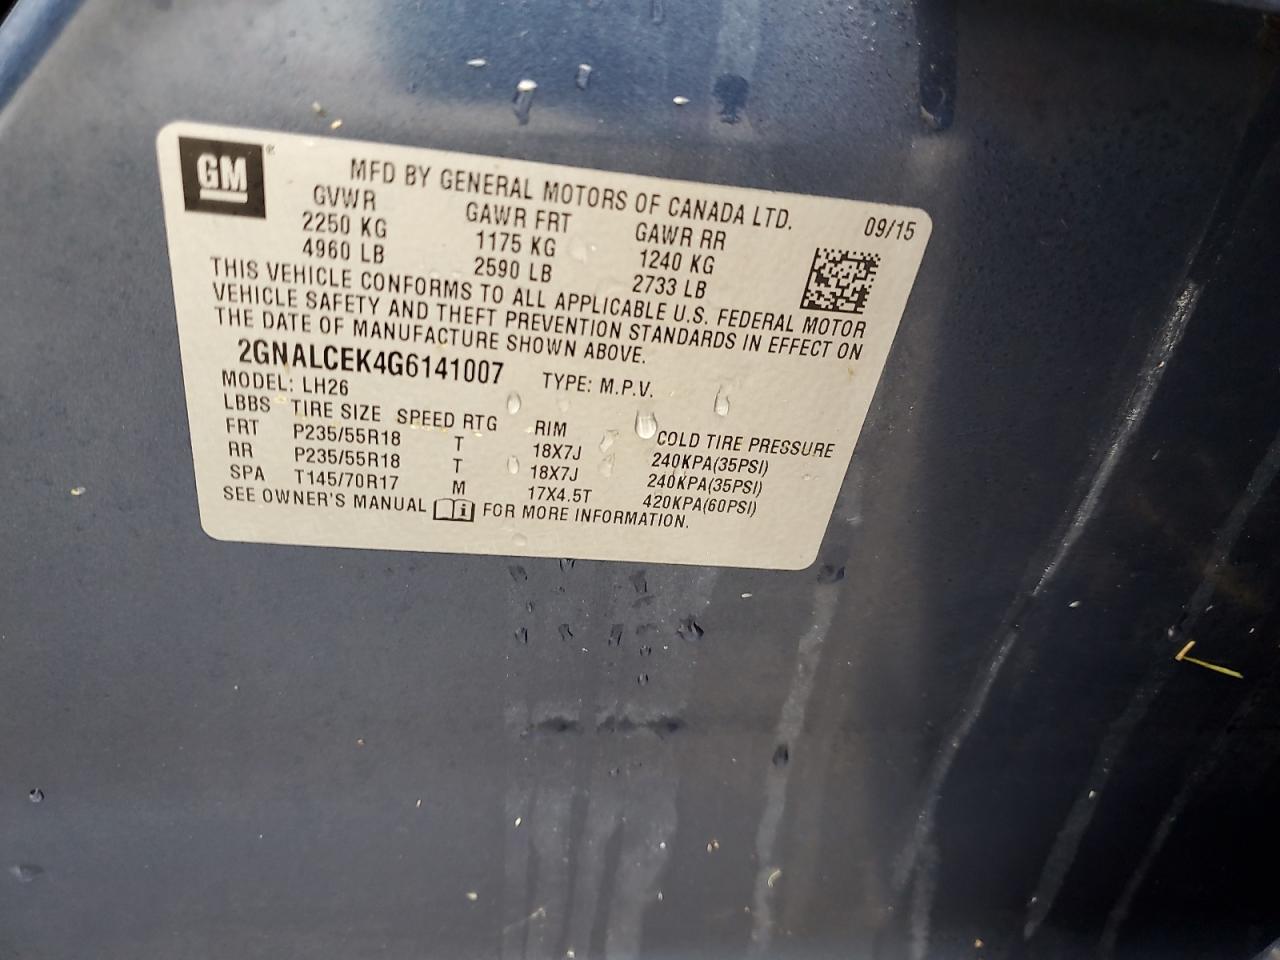 GM ®
MFD BY GENERAL MOTORS OF CANADA LTD.
GVWR GAWR FRT GAWR RR 09/15
2250 KG 1175 KG 1240 KG
4960 LB 2590 LB 2733 LB
THIS VEHICLE CONFORMS TO ALL APPLICABLE U.S. FEDERAL MOTOR
VEHICLE SAFETY AND THEFT PREVENTION STANDARDS IN EFFECT ON
THE DATE OF MANUFACTURE SHOWN ABOVE.
2GNALCEK4G6141007 TYPE: M.P.V.
MODEL: LH26
LBBS TIRE SIZE SPEED RTG RIM COLD TIRE PRESSURE
FRT P235/55R18 T 18X7J 240KPA(35PSI)
RR P235/55R18 T 18X7J 240KPA(35PSI)
SPA T145/70R17 M 17X4.5T 420KPA(60PSI)
SEE OWNER'S MANUAL i FOR MORE INFORMATION.